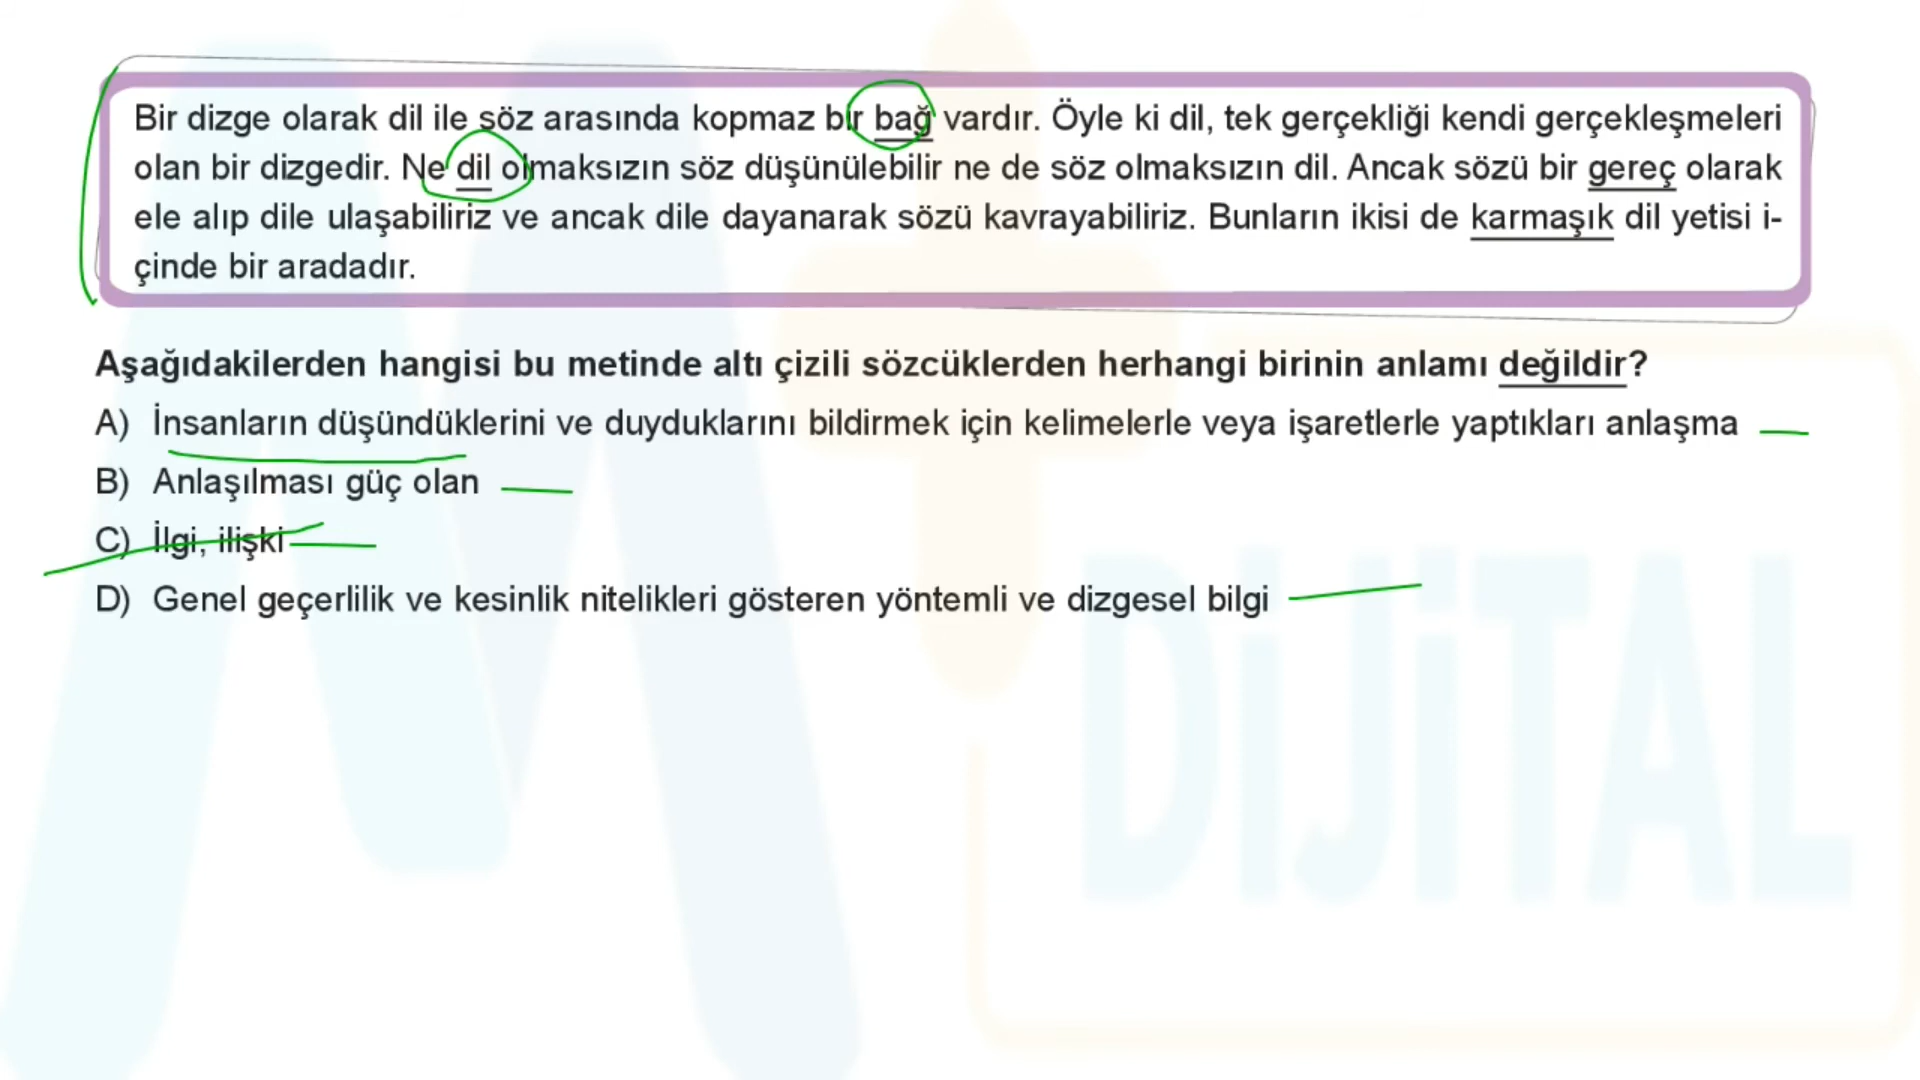 Bir dizge olarak dil ile söz arasında kopmaz bir bağ vardır. Öyle ki dil, tek gerçekliği kendi gerçekleşmeleri
olan bir dizgedir. Ne dil olmaksızın söz düşünülebilir ne de söz olmaksızın dil. Ancak sözü bir gereç olarak
ele alıp dile ulaşabiliriz ve ancak dile dayanarak sözü kavrayabiliriz. Bunların ikisi de karmaşık dil yetisi i-
çinde bir aradadır.
Aşağıdakilerden hangisi bu metinde altı çizili sözcüklerden herhangi birinin anlamı değildir?
A) İnsanların düşündüklerini ve duyduklarını bildirmek için kelimelerle veya işaretlerle yaptıkları anlaşma
B) Anlaşılması güç olan
C) İlgi, ilişki
D) Genel geçerlilik ve kesinlik nitelikleri gösteren yöntemli ve dizgesel bilgi
DİJİTAL